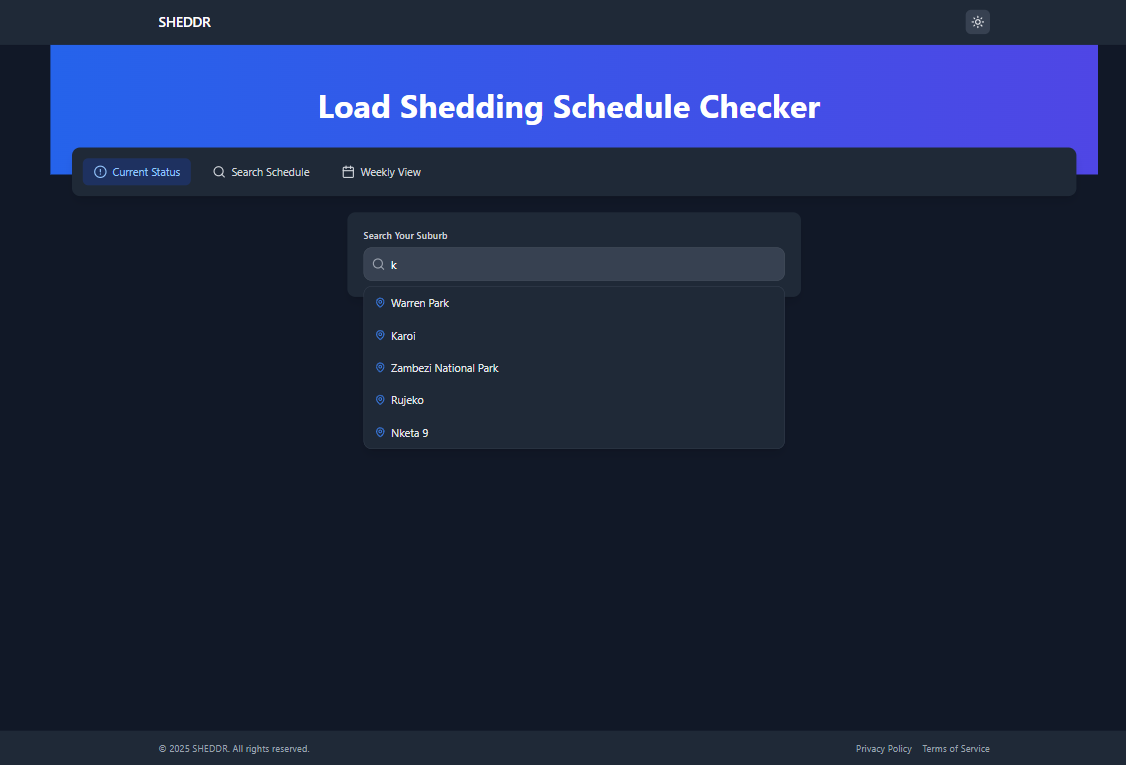 SHEDDR
Load Shedding Schedule Checker
Current Status
Search Schedule
Weekly View
Search Your Suburb
k
Warren Park
Karoi
Zambezi National Park
Rujeko
Nketa 9
© 2025 SHEDDR. All rights reserved.
Privacy Policy
Terms of Service